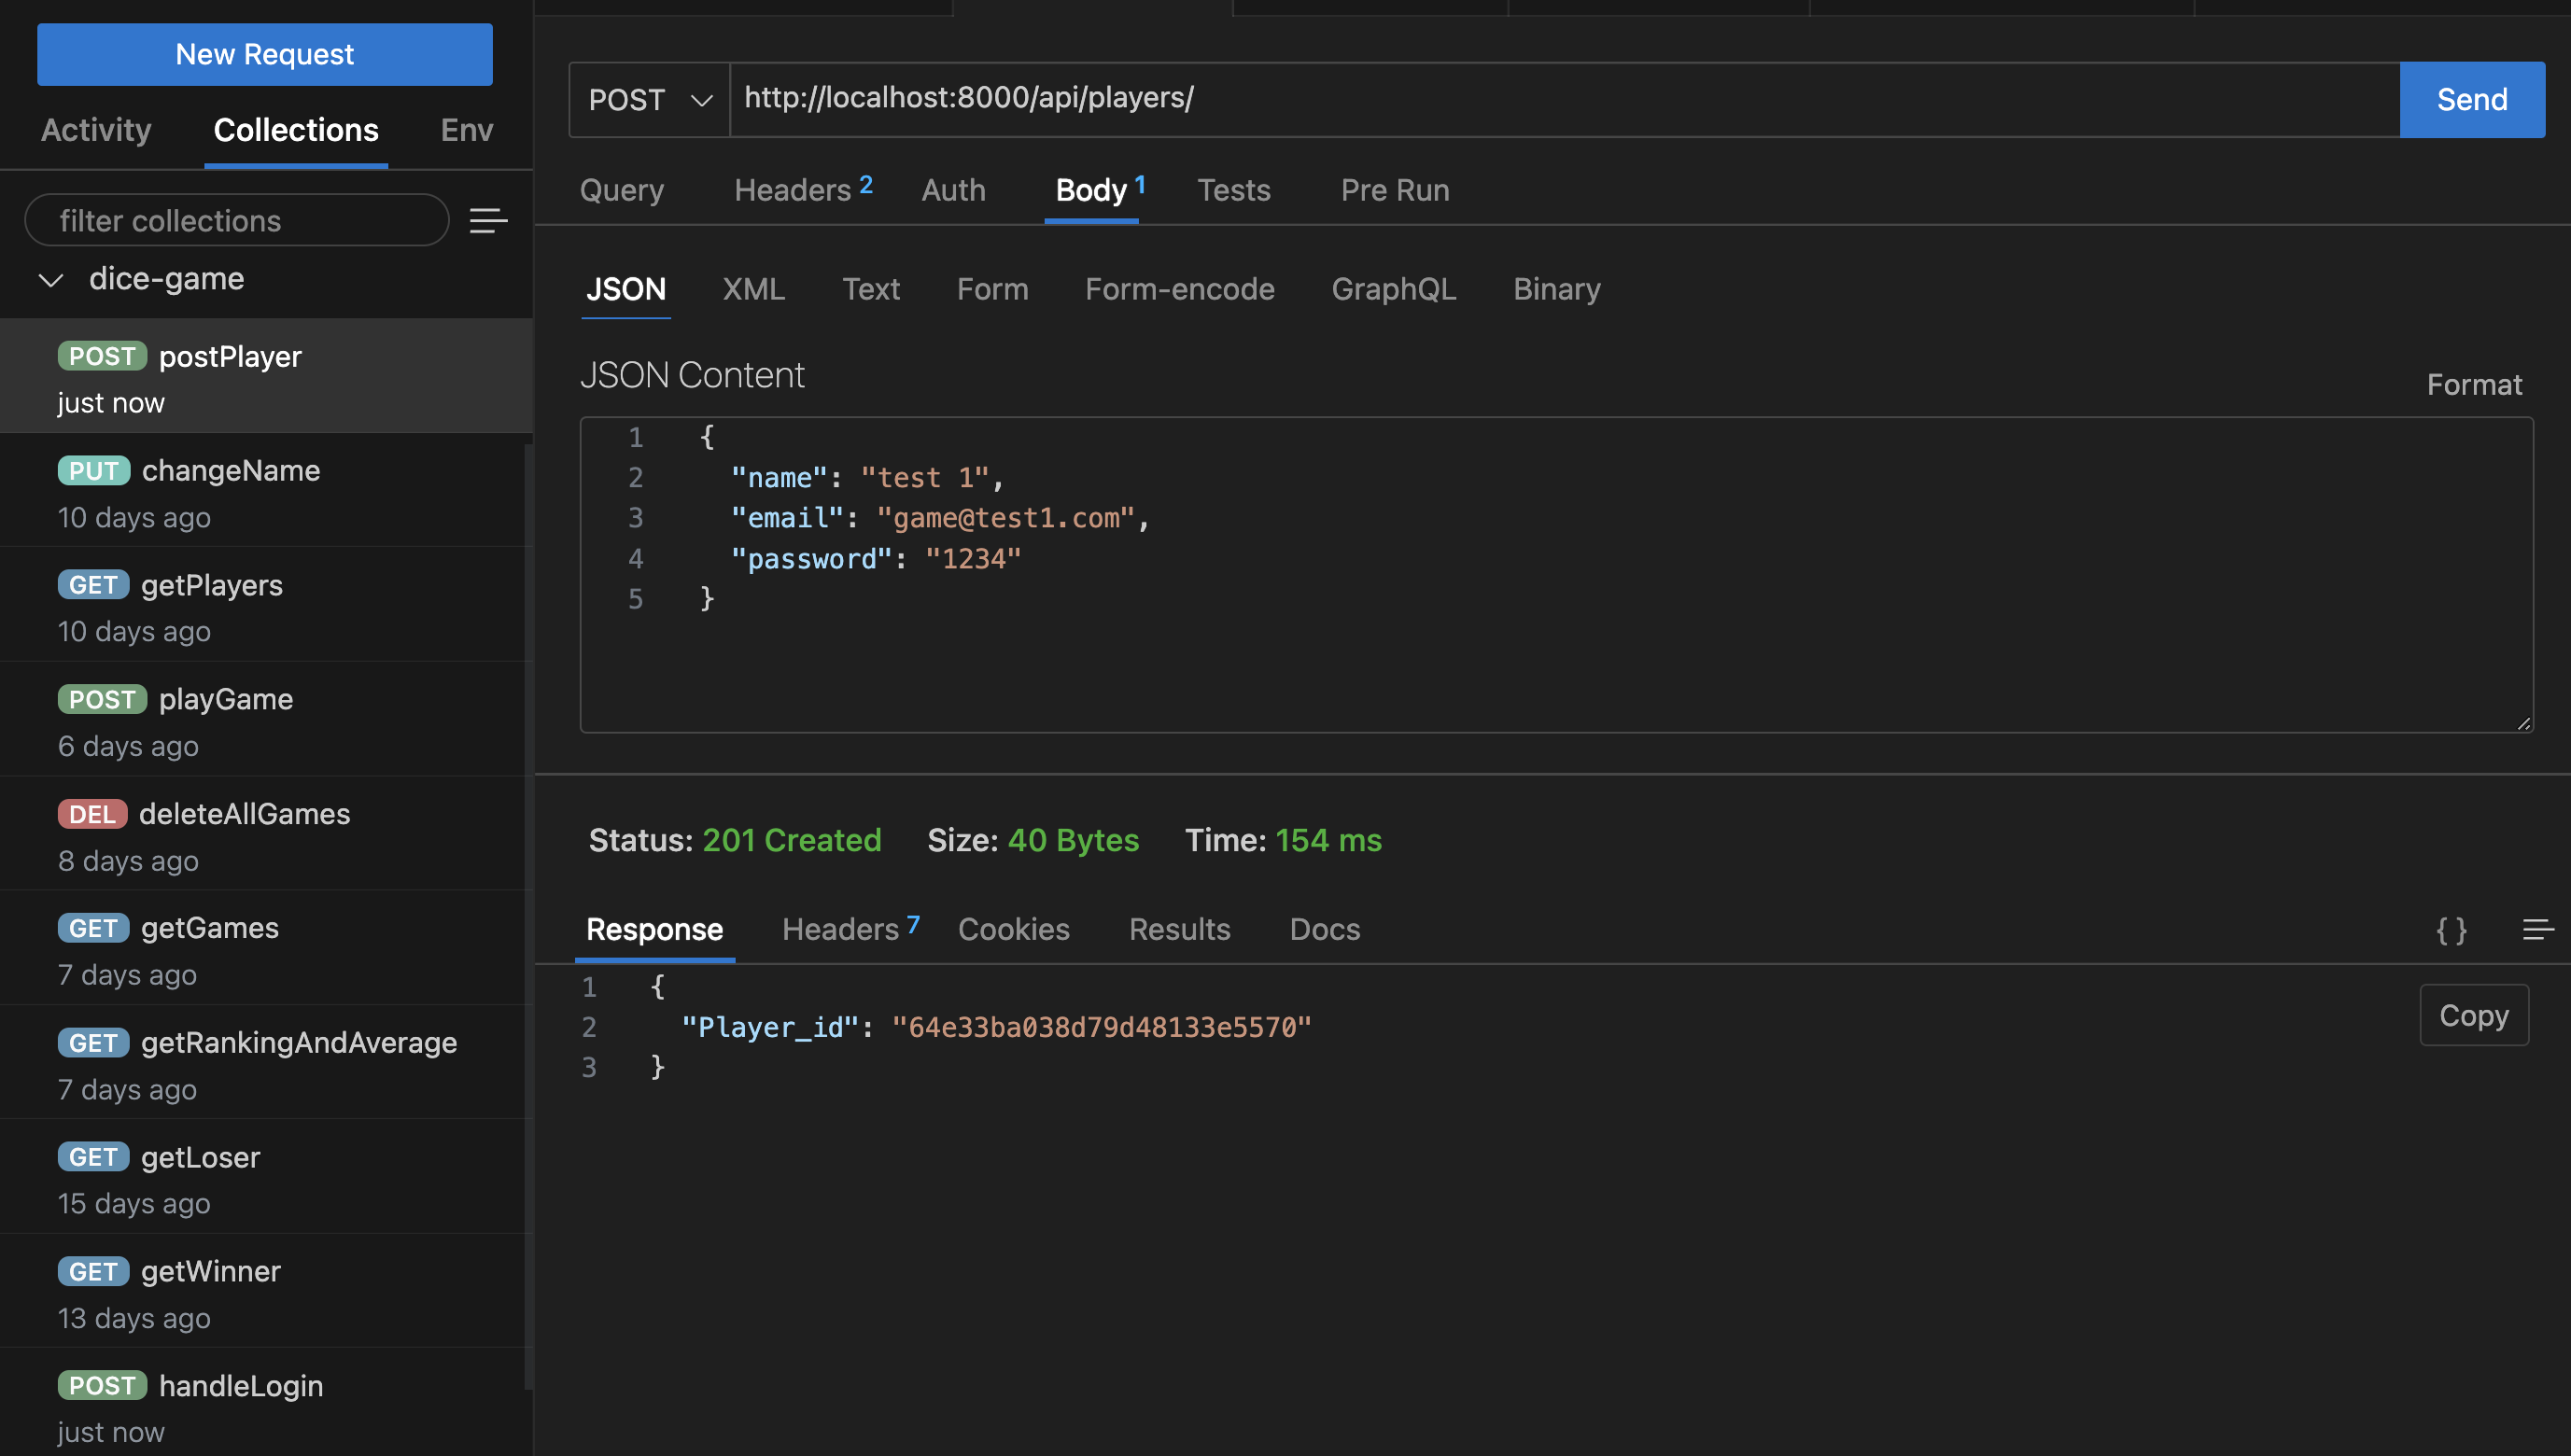 New Request
Activity Collections Env
filter collections
dice-game
POST postPlayer
just now
PUT changeName
10 days ago
GET getPlayers
10 days ago
POST playGame
6 days ago
DEL deleteAllGames
8 days ago
GET getGames
7 days ago
GET getRankingAndAverage
7 days ago
GET getLoser
15 days ago
GET getWinner
13 days ago
POST handleLogin
just now
POST http://localhost:8000/api/players/ Send
Query Headers 2 Auth Body 1 Tests Pre Run
JSON XML Text Form Form-encode GraphQL Binary
JSON Content Format
1 {
2 "name": "test 1",
3 "email": "game@test1.com",
4 "password": "1234"
5 }
Status: 201 Created Size: 40 Bytes Time: 154 ms
Response Headers 7 Cookies Results Docs { }
1 {
2 "Player_id": "64e33ba038d79d48133e5570"
3 }
Copy